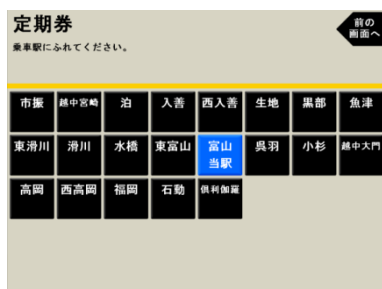 定期券
乗車駅にふれてください。
前の
画面へ
市振
越中宮崎
泊
入善
西入善
生地
黒部
魚津
東滑川
滑川
水橋
東富山
富山
当駅
呉羽
小杉
越中大門
高岡
西高岡
福岡
石動
倶利伽羅